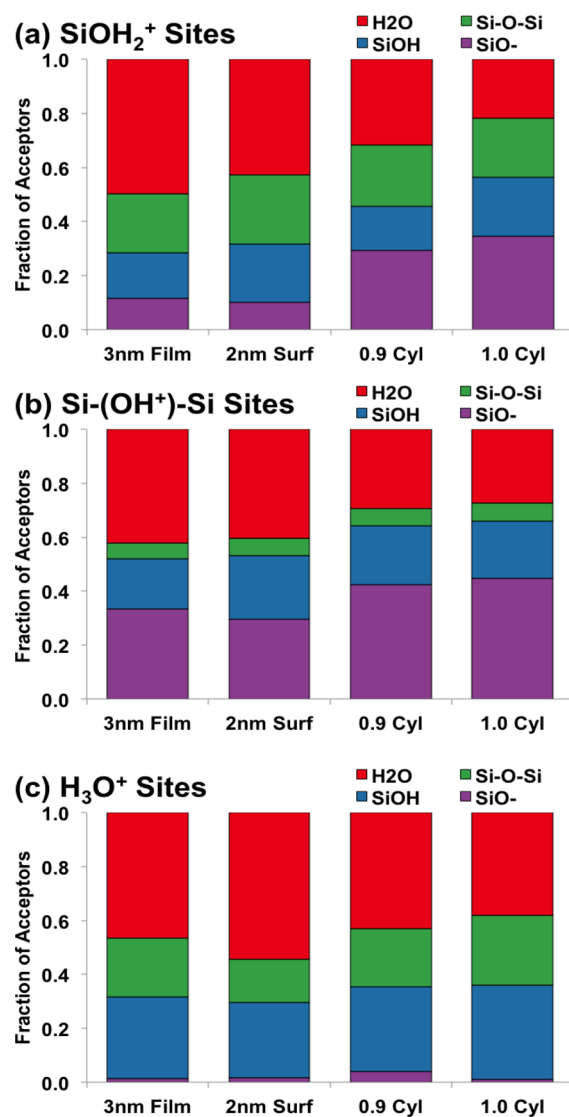 (a) SiOH₂⁺ Sites
H2O Si-O-Si
SiOH SiO-
Fraction of Acceptors
1.0
0.8
0.6
0.4
0.2
0.0
3nm Film 2nm Surf 0.9 Cyl 1.0 Cyl
(b) Si-(OH⁺)-Si Sites
H2O Si-O-Si
SiOH SiO-
Fraction of Acceptors
1.0
0.8
0.6
0.4
0.2
0.0
3nm Film 2nm Surf 0.9 Cyl 1.0 Cyl
(c) H₃O⁺ Sites
H2O Si-O-Si
SiOH SiO-
Fraction of Acceptors
1.0
0.8
0.6
0.4
0.2
0.0
3nm Film 2nm Surf 0.9 Cyl 1.0 Cyl